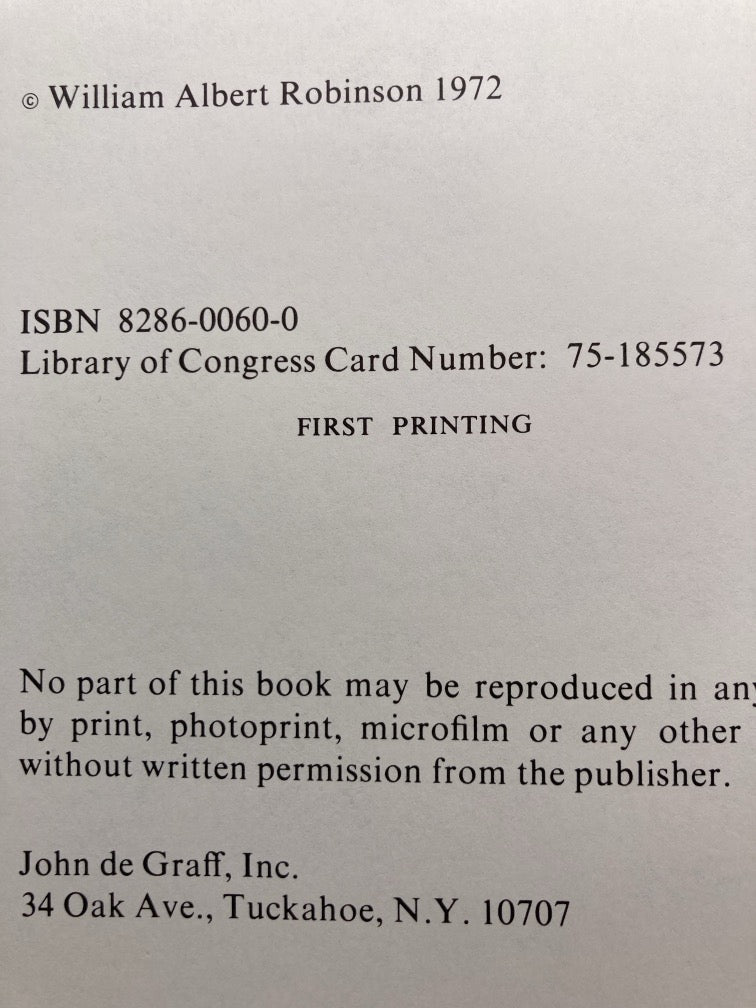 © William Albert Robinson 1972
ISBN 8286-0060-0
Library of Congress Card Number: 75-185573
FIRST PRINTING
No part of this book may be reproduced in any
by print, photoprint, microfilm or any other
without written permission from the publisher.
John de Graff, Inc.
34 Oak Ave., Tuckahoe, N.Y. 10707